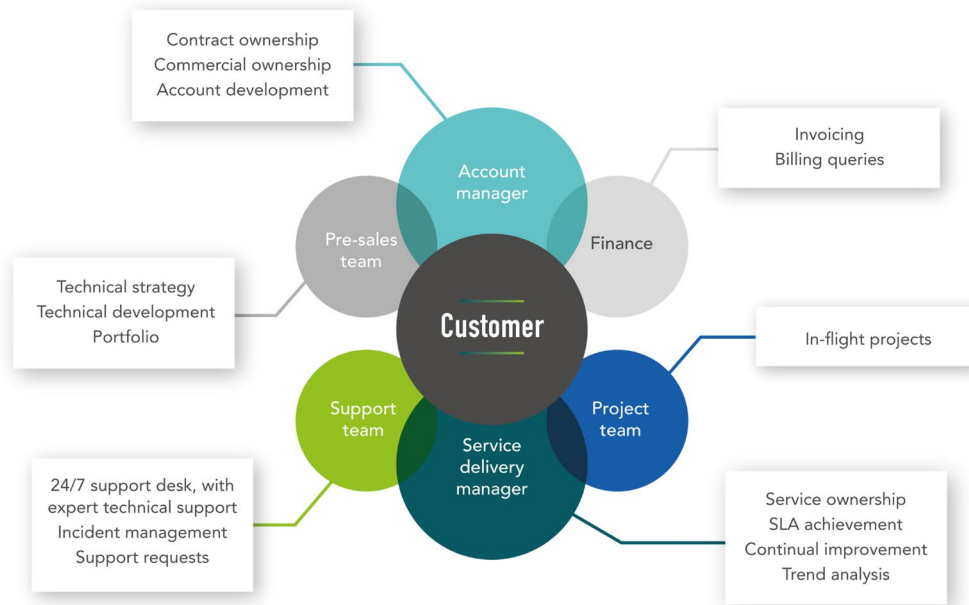 Contract ownership
Commercial ownership
Account development
Invoicing
Billing queries
Account
manager
Pre-sales
team
Finance
Technical strategy
Technical development
Portfolio
Customer
In-flight projects
Support
team
Project
team
Service
delivery
manager
24/7 support desk, with
expert technical support
Incident management
Support requests
Service ownership
SLA achievement
Continual improvement
Trend analysis